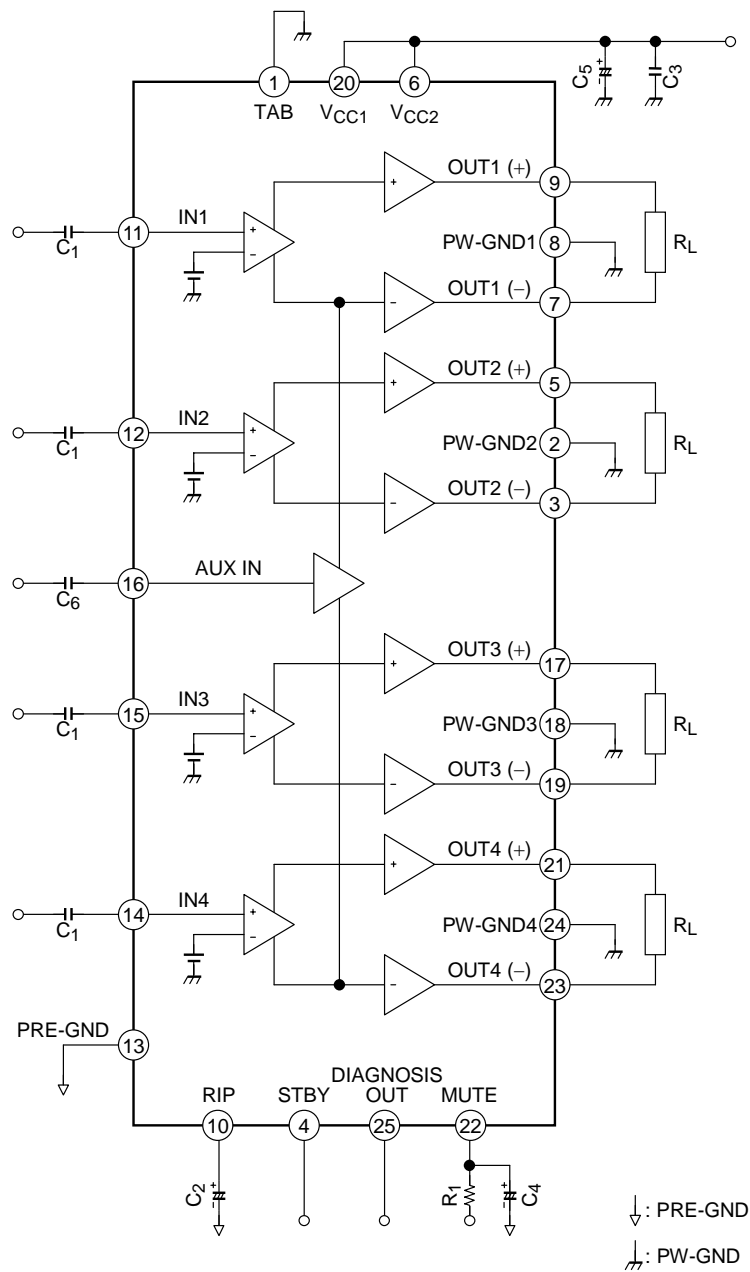 C5
C3
1
20
6
TAB
VCC1
VCC2
OUT1 (+)
9
C1
11
IN1
+
−
+
PW-GND1
8
RL
OUT1 (−)
7
−
OUT2 (+)
5
+
C1
12
IN2
+
−
PW-GND2
2
RL
OUT2 (−)
3
−
C6
16
AUX IN
OUT3 (+)
17
+
C1
15
IN3
+
−
PW-GND3
18
RL
OUT3 (−)
19
−
OUT4 (+)
21
+
C1
14
IN4
+
−
PW-GND4
24
RL
OUT4 (−)
23
−
PRE-GND
13
RIP
STBY
DIAGNOSIS
OUT
MUTE
10
4
25
22
C2
R1
C4
: PRE-GND
: PW-GND